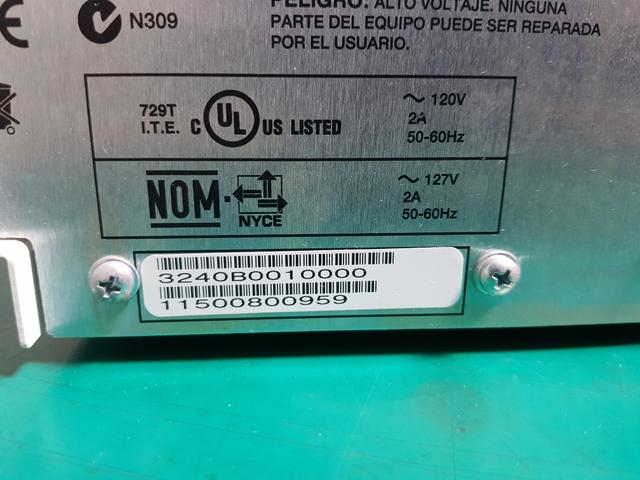 PELIGRO: ALTO VOLTAJE. NINGUNA
PARTE DEL EQUIPO PUEDE SER REPARADA
POR EL USUARIO.
CE
N309
729T
I.T.E.
C UL US LISTED
~ 120V
2A
50-60Hz
NOM-
NYCE
~ 127V
2A
50-60Hz
3240B0010000
11500800959